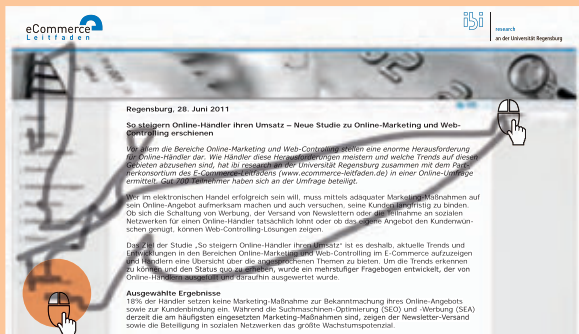 eCommerce
Leitfaden
ibi
research
an der Universität Regensburg
Regensburg, 28. Juni 2011
So steigern Online-Händler ihren Umsatz – Neue Studie zu Online-Marketing und Web-
Controlling erschienen
Vor allem die Bereiche Online-Marketing und Web-Controlling stellen eine enorme Herausforderung
für Online-Händler dar. Wie Händler diese Herausforderungen meistern und welche Trends auf diesen
Gebieten abzusehen sind, hat ibi research an der Universität Regensburg zusammen mit dem Part-
nerkonsortium des E-Commerce-Leitfadens (www.ecommerce-leitfaden.de) in einer Online-Umfrage
ermittelt. Gut 700 Teilnehmer haben sich an der Umfrage beteiligt.
Wer im elektronischen Handel erfolgreich sein will, muss mittels adäquater Marketing-Maßnahmen auf
sein Online-Angebot aufmerksam machen und auch versuchen, seine Kunden langfristig zu binden.
Ob sich die Schaltung von Werbung, der Versand von Newslettern oder die Teilnahme an sozialen
Netzwerken für einen Online-Händler tatsächlich lohnt oder ob das eigene Angebot den Kundenwün-
schen genügt, können Web-Controlling-Lösungen zeigen.
Das Ziel der Studie „So steigern Online-Händler ihren Umsatz“ ist es deshalb, aktuelle Trends und
Entwicklungen in den Bereichen Online-Marketing und Web-Controlling im E-Commerce aufzuzeigen
und Händlern eine Übersicht über die angesprochenen Themen zu bieten. Um die Trends erkennen
zu können und den Status quo zu erheben, wurde ein mehrstufiger Fragebogen entwickelt, der von
Online-Händlern ausgefüllt und daraufhin ausgewertet wurde.
Ausgewählte Ergebnisse
18% der Händler setzen keine Marketing-Maßnahme zur Bekanntmachung ihres Online-Angebots
sowie zur Kundenbindung ein. Während die Suchmaschinen-Optimierung (SEO) und -Werbung (SEA)
derzeit die am häufigsten eingesetzten Marketing-Maßnahmen sind, zeigen der Newsletter-Versand
sowie die Beteiligung in sozialen Netzwerken das größte Wachstumspotenzial.